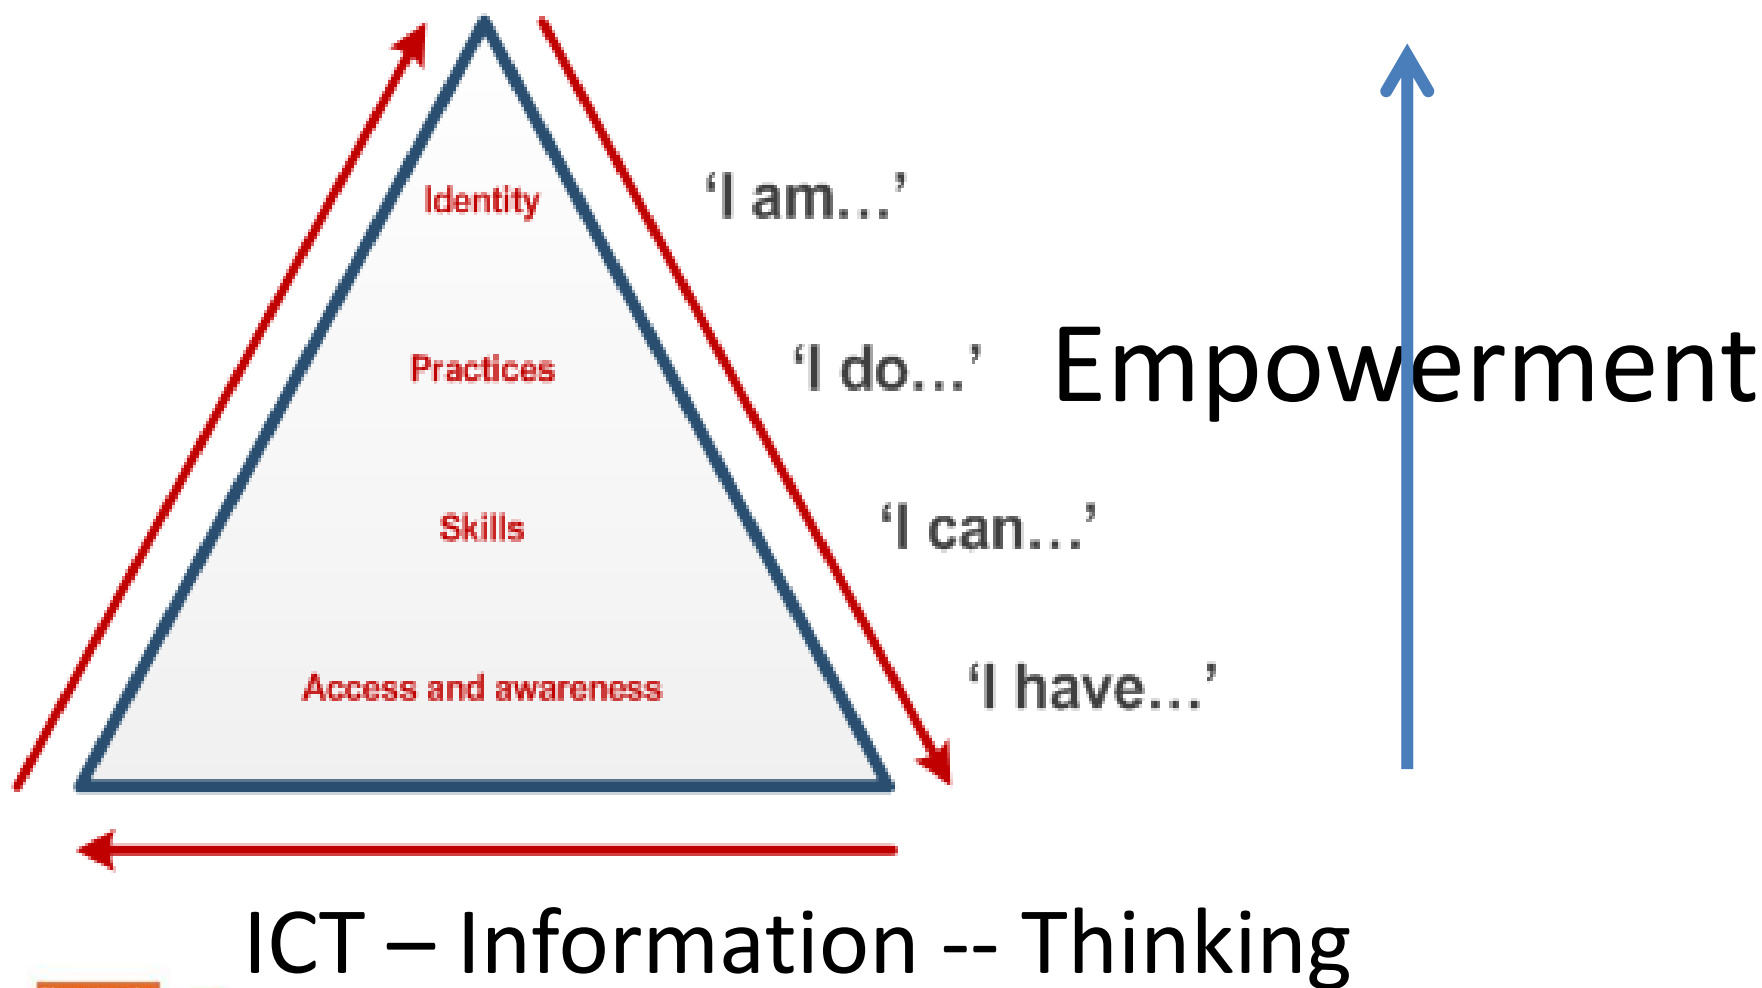 Identity
‘I am...’
Practices
‘I do...’
Empowerment
Skills
‘I can...’
Access and awareness
‘I have...’
ICT – Information -- Thinking